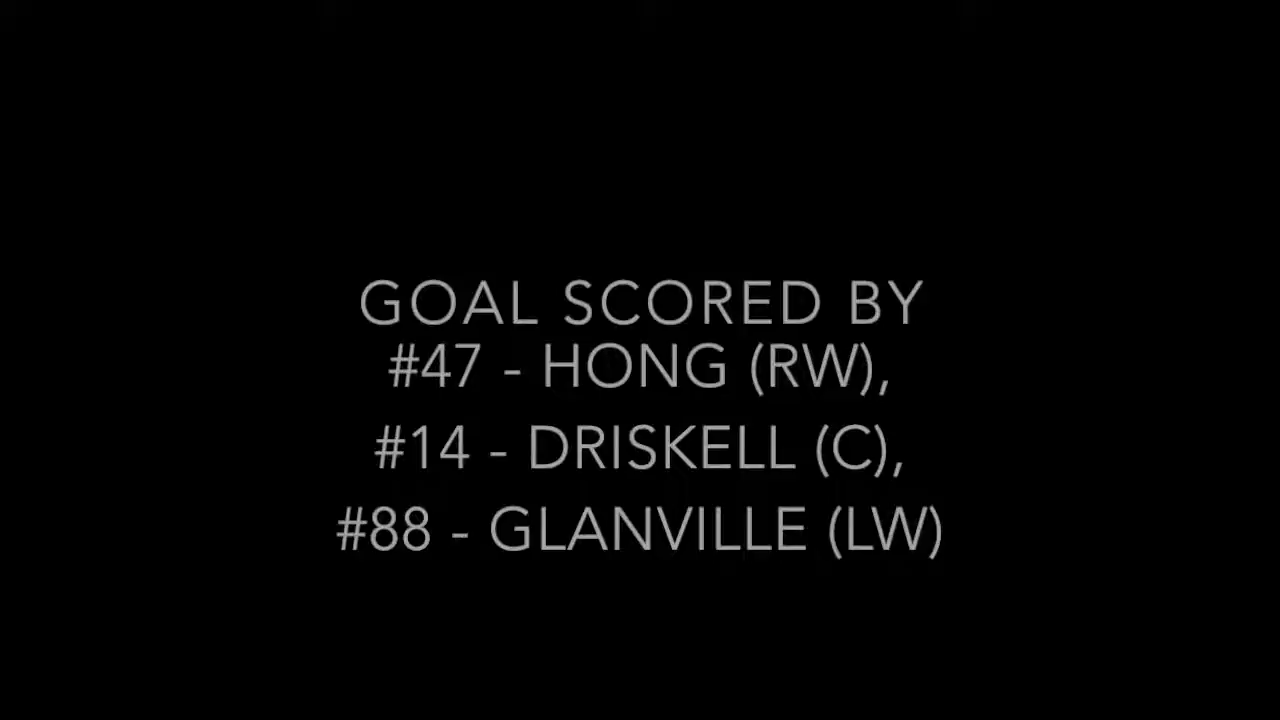 GOAL SCORED BY
#47 - HONG (RW),
#14 - DRISKELL (C),
#88 - GLANVILLE (LW)